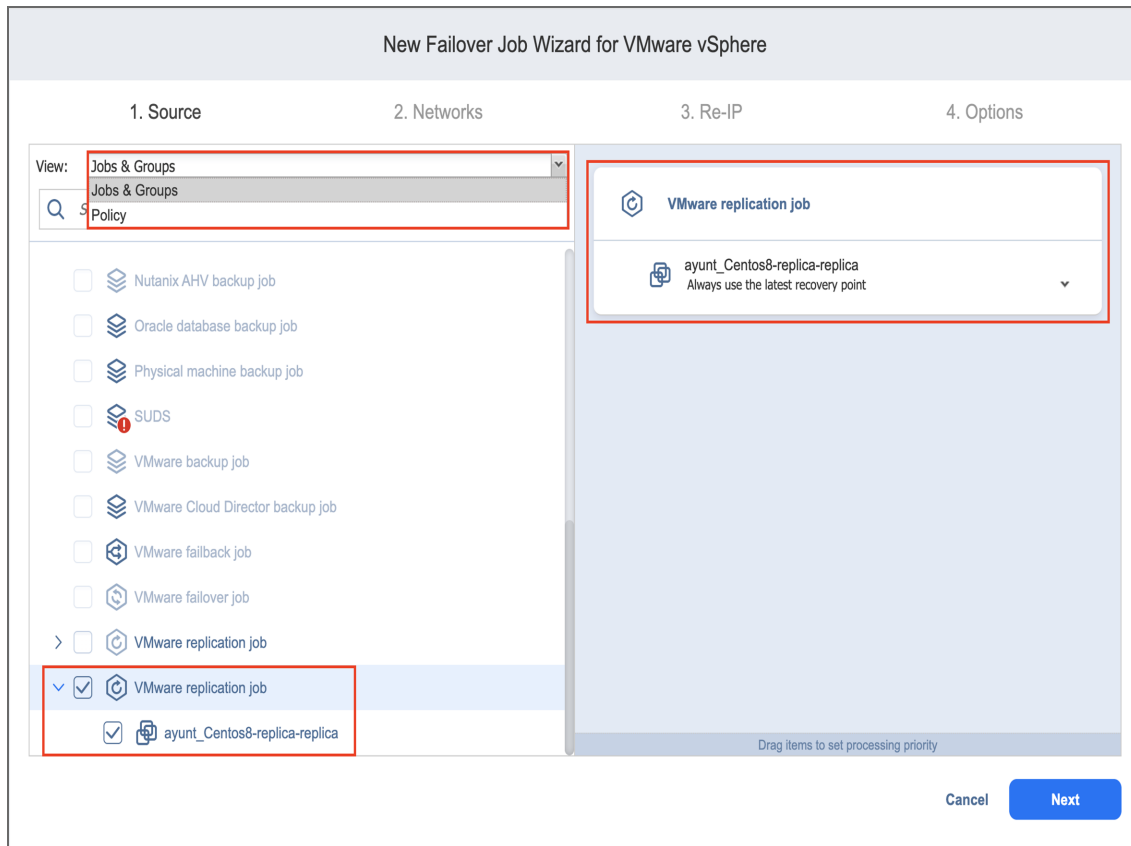 New Failover Job Wizard for VMware vSphere
1. Source
2. Networks
3. Re-IP
4. Options
View:
Jobs & Groups
Jobs & Groups
Policy
S
Nutanix AHV backup job
Oracle database backup job
Physical machine backup job
SUDS
VMware backup job
VMware Cloud Director backup job
VMware failback job
VMware failover job
VMware replication job
VMware replication job
ayunt_Centos8-replica-replica
VMware replication job
ayunt_Centos8-replica-replica
Always use the latest recovery point
Drag items to set processing priority
Cancel
Next